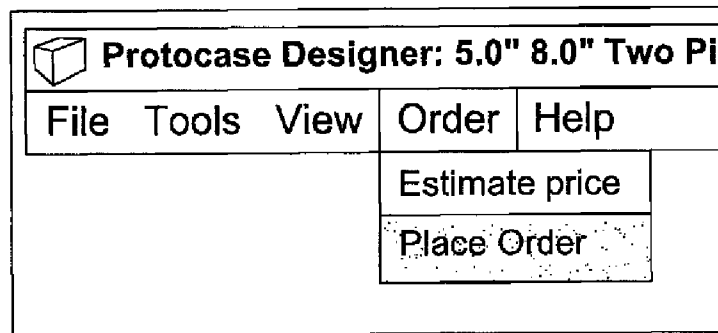 Protocase Designer: 5.0" 8.0" Two Pi
File Tools View Order Help
Estimate price
Place Order